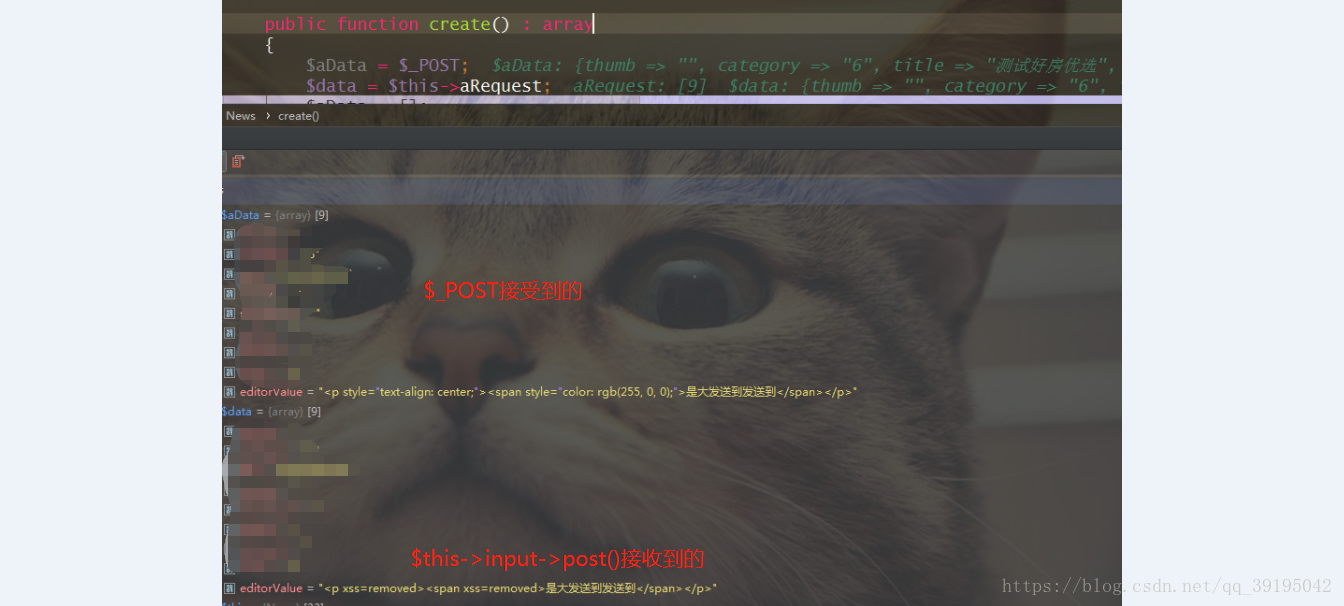 public function create() : array
{
$aData = $_POST;  $aData: {thumb => "", category => "6", title => "测试好房优选",
$data = $this->aRequest;  aRequest: [9]  $data: {thumb => "", category => "6",
News > create()
$aData = {array} [9]
$_POST接受到的
editorValue = "<p style="text-align: center;"><span style="color: rgb(255, 0, 0);">是大发送到发送到</span></p>"
$data = {array} [9]
$this->input->post()接收到的
editorValue = "<p xss=removed><span xss=removed>是大发送到发送到</span></p>"
https://blog.csdn.net/qq_39195042